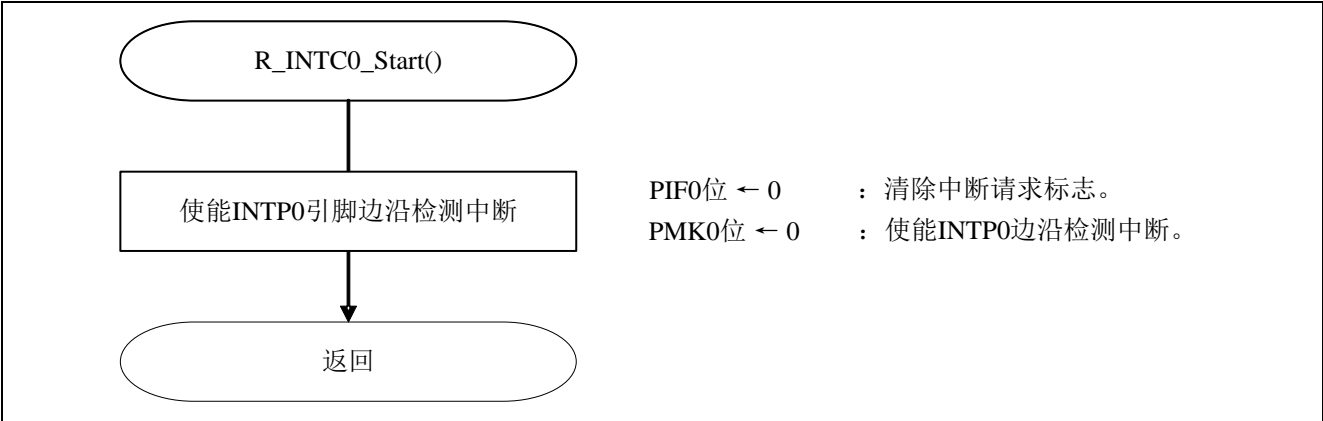 R_INTC0_Start()
使能INTP0引脚边沿检测中断
PIF0位 ← 0 ：清除中断请求标志。
PMK0位 ← 0 ：使能INTP0边沿检测中断。
返回